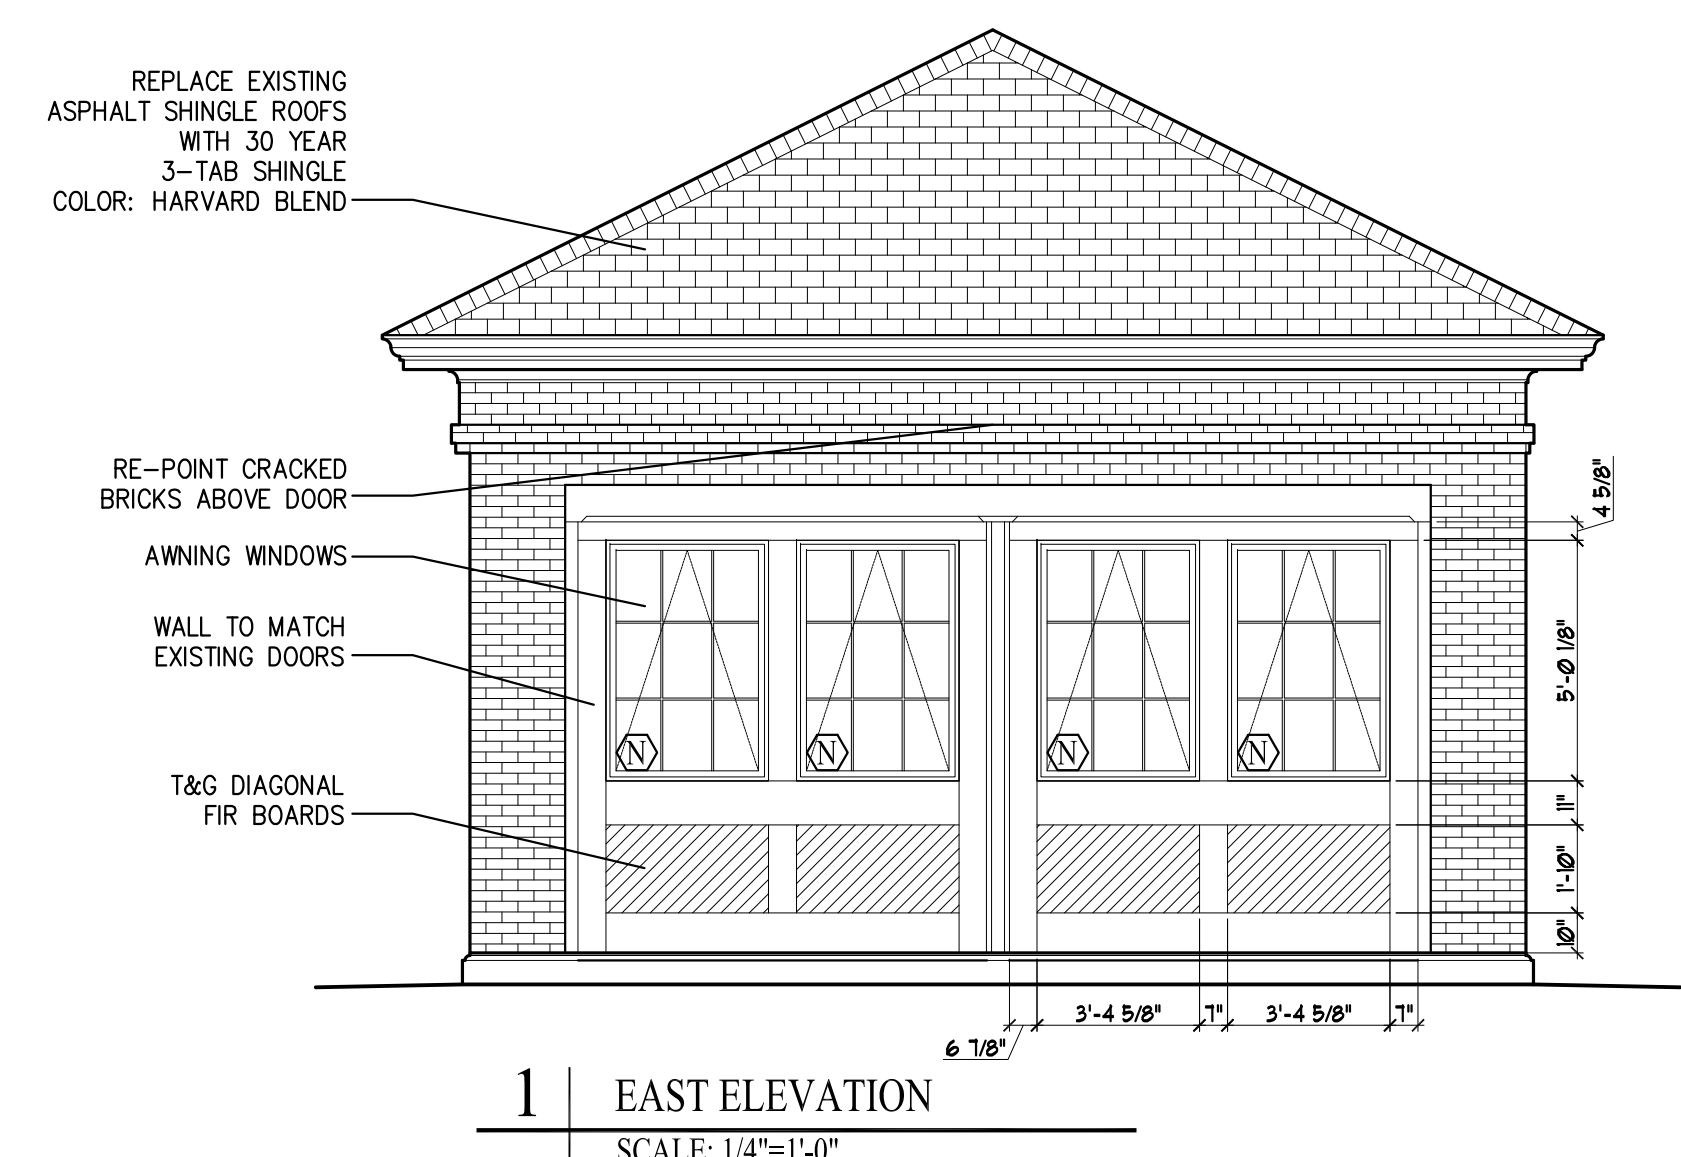 REPLACE EXISTING
ASPHALT SHINGLE ROOFS
WITH 30 YEAR
3-TAB SHINGLE
COLOR: HARVARD BLEND
RE-POINT CRACKED
BRICKS ABOVE DOOR
AWNING WINDOWS
WALL TO MATCH
EXISTING DOORS
T&G DIAGONAL
FIR BOARDS
N
N
N
N
4 5/8"
5'-0 1/8"
11"
1'-10"
10"
3'-4 5/8"
7"
3'-4 5/8"
7"
6 7/8"
1
EAST ELEVATION
SCALE: 1/4"=1'-0"